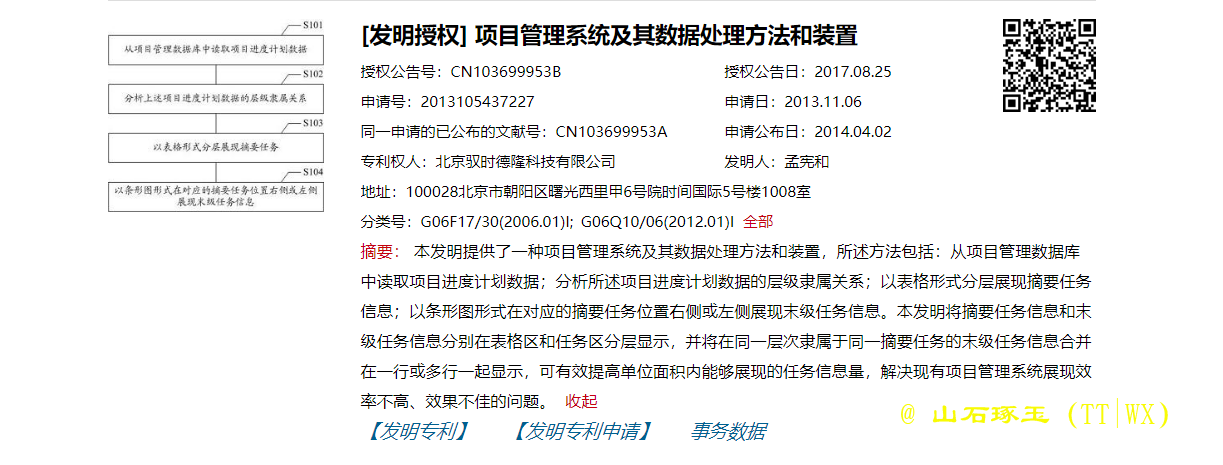 S101
从项目管理数据库中读取项目进度计划数据
S102
分析上述项目进度计划数据的层级隶属关系
S103
以表格形式分层展现摘要任务
S104
以条形图形式在对应的摘要任务位置右侧或左侧
展现末级任务信息
[发明授权] 项目管理系统及其数据处理方法和装置
授权公告号：CN103699953B 授权公告日：2017.08.25
申请号：2013105437227 申请日：2013.11.06
同一申请的已公布的文献号：CN103699953A 申请公布日：2014.04.02
专利权人：北京驭时德隆科技有限公司 发明人：孟宪和
地址：100028北京市朝阳区曙光西里甲6号院时间国际5号楼1008室
分类号：G06F17/30(2006.01)I; G06Q10/06(2012.01)I 全部
摘要： 本发明提供了一种项目管理系统及其数据处理方法和装置，所述方法包括：从项目管理数据库
中读取项目进度计划数据；分析所述项目进度计划数据的层级隶属关系；以表格形式分层展现摘要任务
信息；以条形图形式在对应的摘要任务位置右侧或左侧展现末级任务信息。本发明将摘要任务信息和末
级任务信息分别在表格区和任务区分层显示，并将在同一层次隶属于同一摘要任务的末级任务信息合并
在一行或多行一起显示，可有效提高单位面积内能够展现的任务信息量，解决现有项目管理系统展现效
率不高、效果不佳的问题。 收起
【发明专利】 【发明专利申请】 事务数据
@ 山石琢玉 (TT|WX)